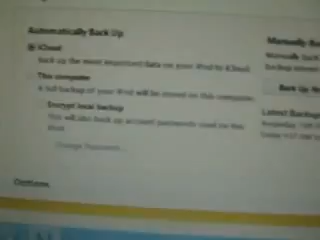 Automatically Back Up
iCloud
Back up the most important data on your iPod to iCloud.
This computer
A full backup of your iPod will be stored on this computer.
Encrypt local backup
This will also back up account passwords used on this
iPod.
Change Password...
Manually Ba
Manually back
Back Up No
Latest Backup
Options